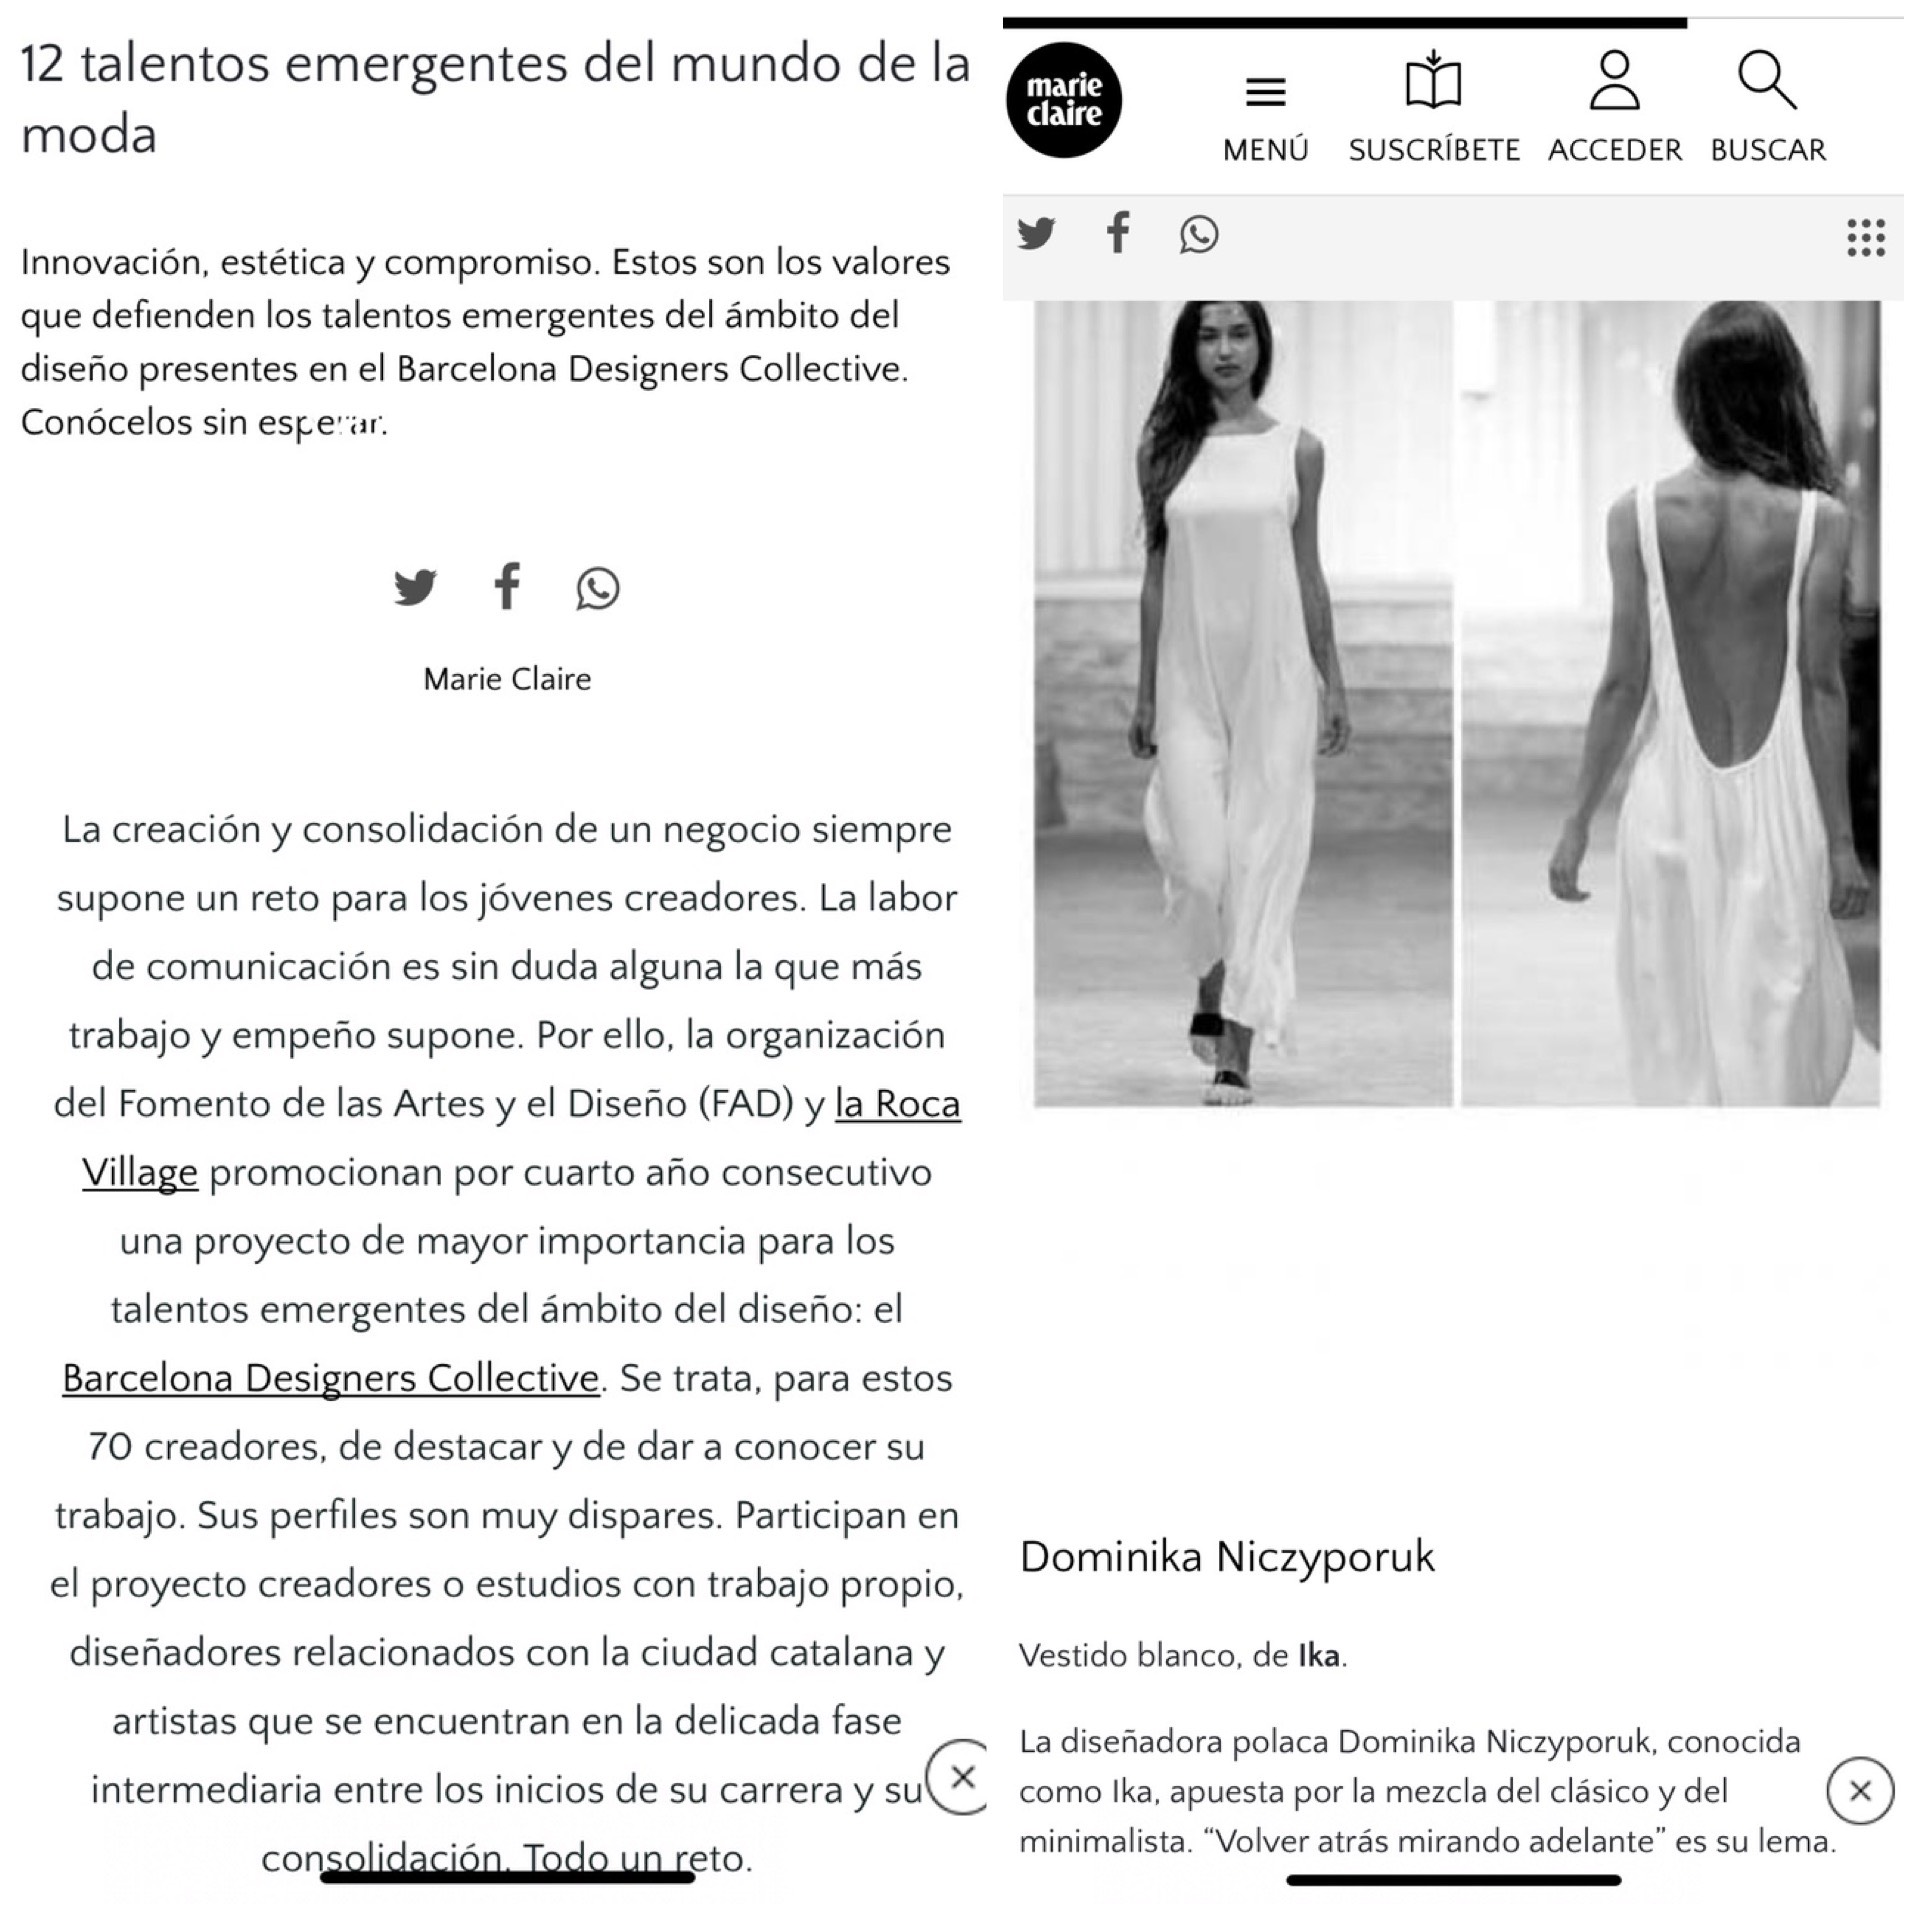 12 talentos emergentes del mundo de la
moda
Innovación, estética y compromiso. Estos son los valores
que defienden los talentos emergentes del ámbito del
diseño presentes en el Barcelona Designers Collective.
Conócelos sin esperar.
Marie Claire
La creación y consolidación de un negocio siempre
supone un reto para los jóvenes creadores. La labor
de comunicación es sin duda alguna la que más
trabajo y empeño supone. Por ello, la organización
del Fomento de las Artes y el Diseño (FAD) y la Roca
Village promocionan por cuarto año consecutivo
una proyecto de mayor importancia para los
talentos emergentes del ámbito del diseño: el
Barcelona Designers Collective. Se trata, para estos
70 creadores, de destacar y de dar a conocer su
trabajo. Sus perfiles son muy dispares. Participan en
el proyecto creadores o estudios con trabajo propio,
diseñadores relacionados con la ciudad catalana y
artistas que se encuentran en la delicada fase
intermediaria entre los inicios de su carrera y su
consolidación. Todo un reto.
marie
claire
MENÚ SUSCRÍBETE ACCEDER BUSCAR
Dominika Niczyporuk
Vestido blanco, de Ika.
La diseñadora polaca Dominika Niczyporuk, conocida
como Ika, apuesta por la mezcla del clásico y del
minimalista. “Volver atrás mirando adelante” es su lema.